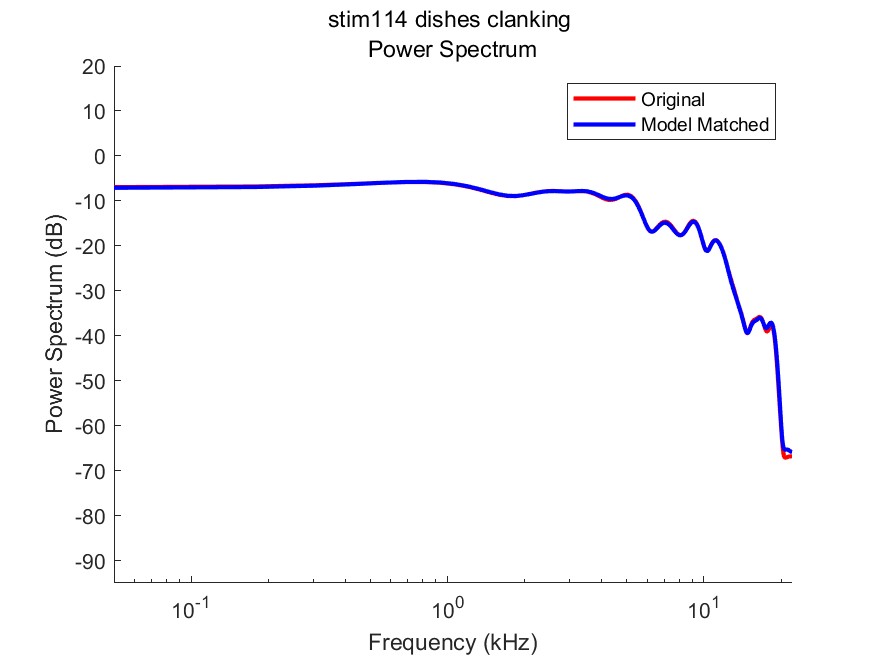 stim114 dishes clanking
Power Spectrum
Original
Model Matched
20
10
0
-10
-20
-30
-40
-50
-60
-70
-80
-90
Power Spectrum (dB)
10^-1 10^0 10^1
Frequency (kHz)